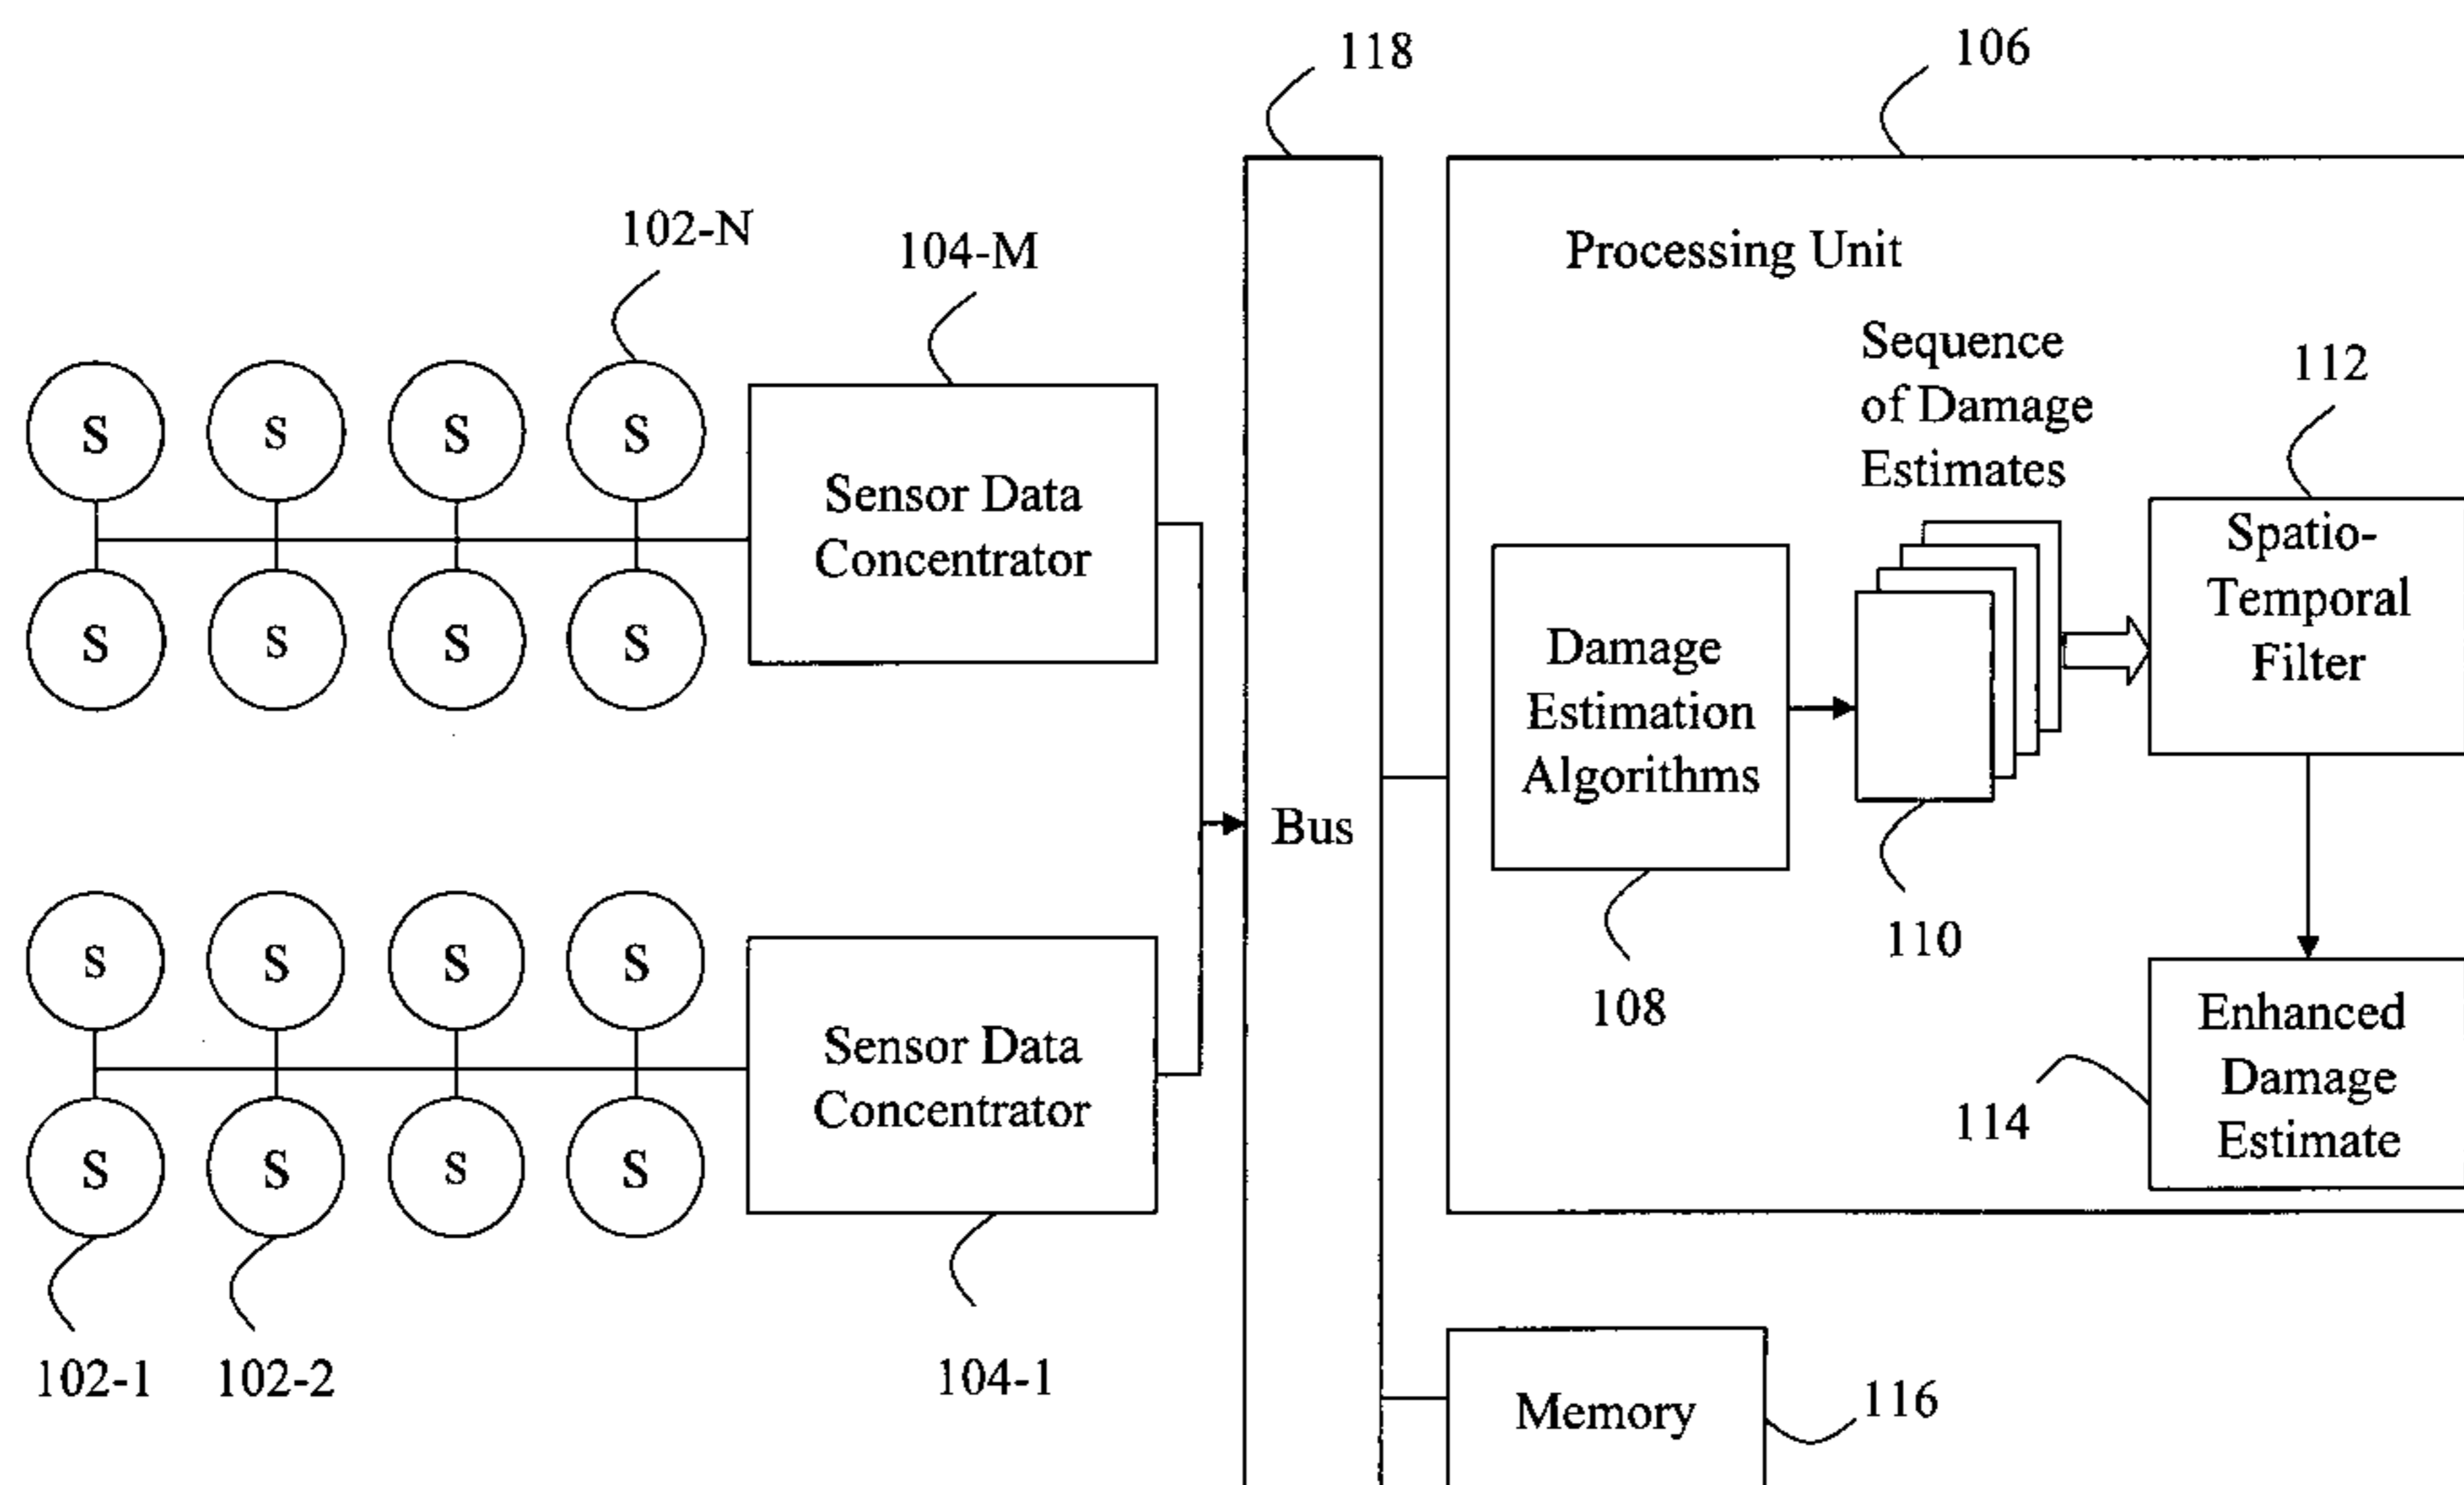 118
106
102-N
104-M
Processing Unit
Sequence
of Damage
Estimates
112
S S S S
Sensor Data
Concentrator
Spatio-
Temporal
Filter
S S S S
Damage
Estimation
Algorithms
Bus
110
108
S S S S
Sensor Data
Concentrator
Enhanced
Damage
Estimate
114
S S S S
102-1
102-2
104-1
Memory
116